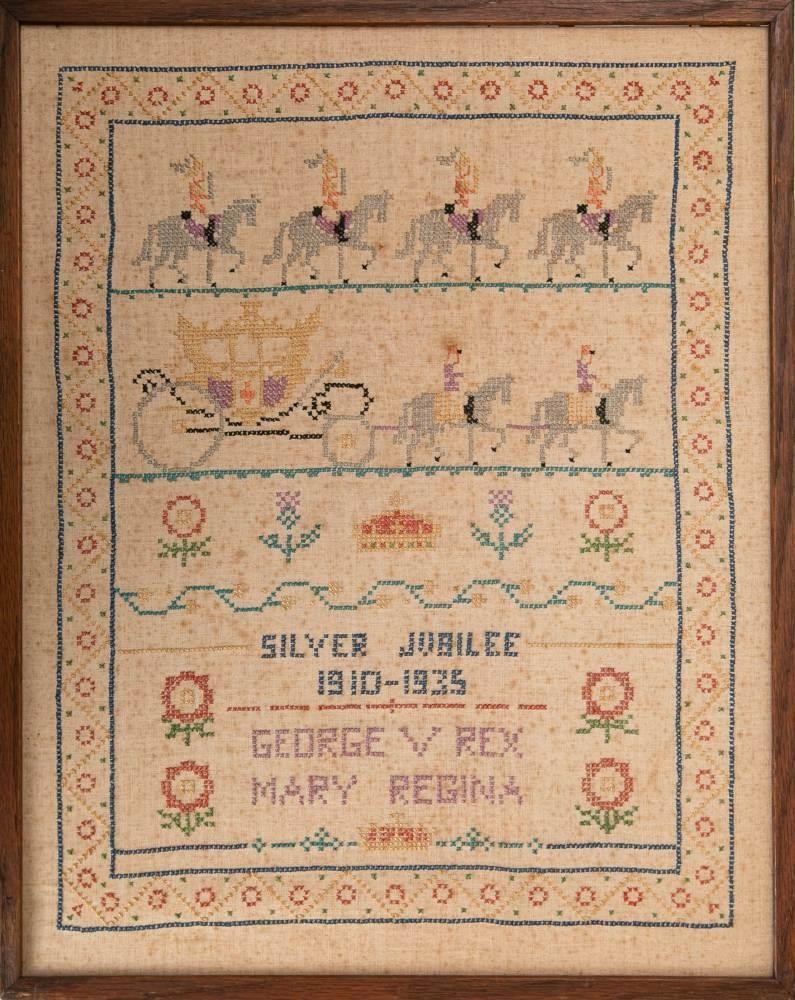 SILVER JUBILEE
1910-1935
GEORGE V REX
MARY REGINA